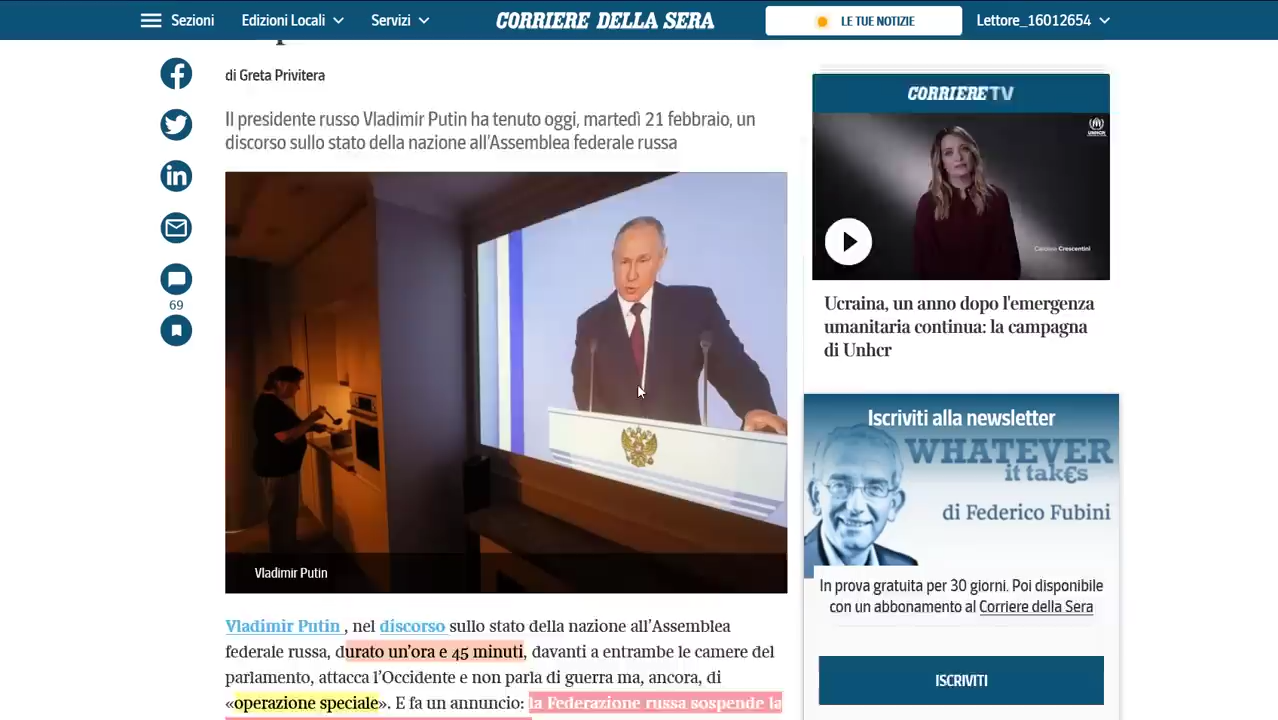 Sezioni
Edizioni Locali
Servizi
CORRIERE DELLA SERA
LE TUE NOTIZIE
Lettore_16012654
di Greta Privitera
Il presidente russo Vladimir Putin ha tenuto oggi, martedì 21 febbraio, un
discorso sullo stato della nazione all'Assemblea federale russa
69
Vladimir Putin
Vladimir Putin , nel discorso sullo stato della nazione all'Assemblea
federale russa, durato un'ora e 45 minuti, davanti a entrambe le camere del
parlamento, attacca l'Occidente e non parla di guerra ma, ancora, di
«operazione speciale». E fa un annuncio: la Federazione russa sospende la
CORRIERE TV
UNHCR
Carolina Crescentini
Ucraina, un anno dopo l'emergenza
umanitaria continua: la campagna
di Unhcr
Iscriviti alla newsletter
WHATEVER
it tak€s
di Federico Fubini
In prova gratuita per 30 giorni. Poi disponibile
con un abbonamento al Corriere della Sera
ISCRIVITI